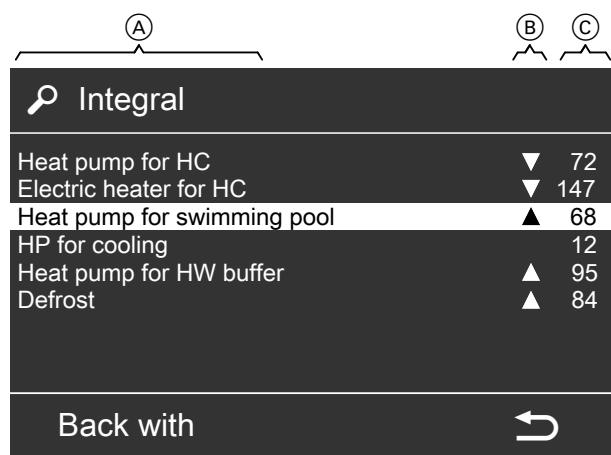 Ⓐ Ⓑ Ⓒ
Integral
Heat pump for HC ▼ 72
Electric heater for HC ▼ 147
Heat pump for swimming pool ▲ 68
HP for cooling 12
Heat pump for HW buffer ▲ 95
Defrost ▲ 84
Back with